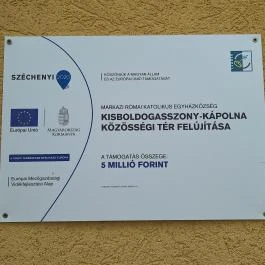 SZÉCHENYI 2020
KÖSZÖNJÜK A MAGYAR ÁLLAM
ÉS AZ EURÓPAI UNIÓ TÁMOGATÁSÁT.
MARKAZI RÓMAI KATOLIKUS EGYHÁZKÖZSÉG
KISBOLDOGASSZONY-KÁPOLNA
KÖZÖSSÉGI TÉR FELÚJÍTÁSA
Európai Unió
MAGYARORSZÁG
KORMÁNYA
A TÁMOGATÁS ÖSSZEGE:
5 MILLIÓ FORINT
Európai Mezőgazdasági
Vidékfejlesztési Alap